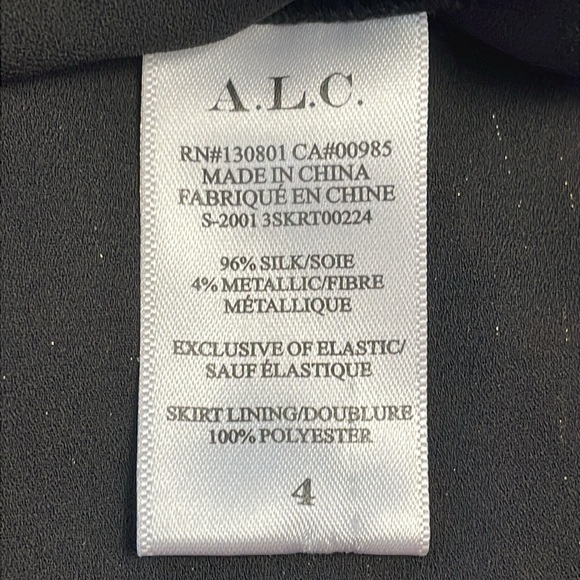 A.L.C.
RN#130801 CA#00985
MADE IN CHINA
FABRIQUÉ EN CHINE
S-2001 3SKRT00224
96% SILK/SOIE
4% METALLIC/FIBRE
MÉTALLIQUE
EXCLUSIVE OF ELASTIC/
SAUF ÉLASTIQUE
SKIRT LINING/DOUBLURE
100% POLYESTER
4